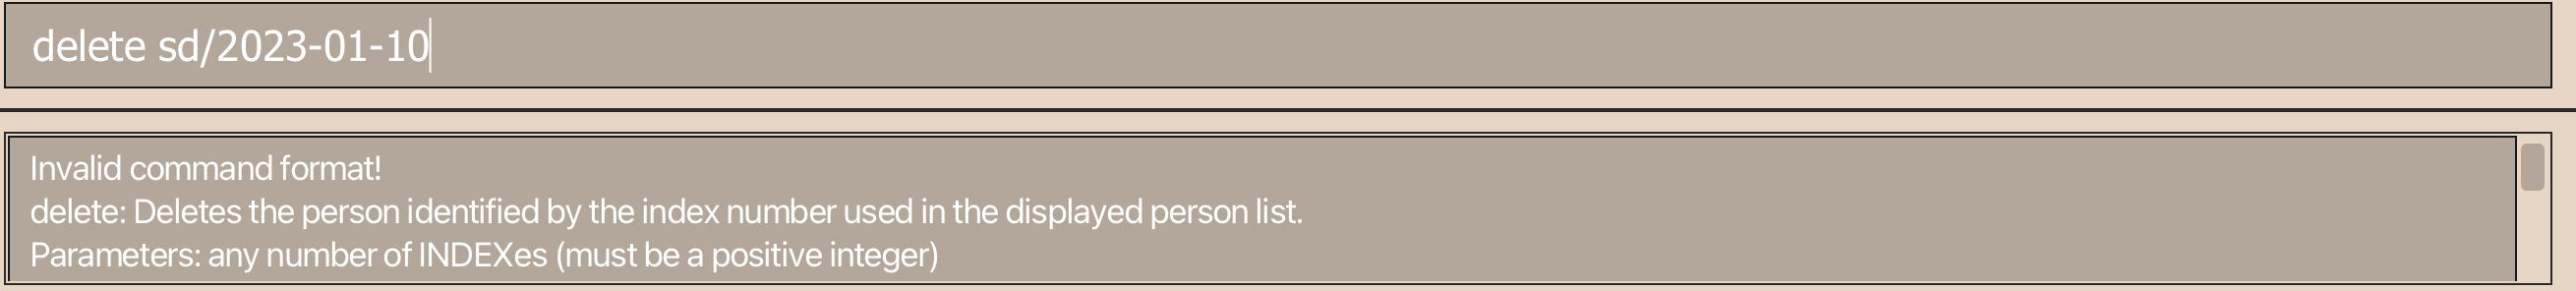 delete sd/2023-01-10
Invalid command format!
delete: Deletes the person identified by the index number used in the displayed person list.
Parameters: any number of INDEXes (must be a positive integer)